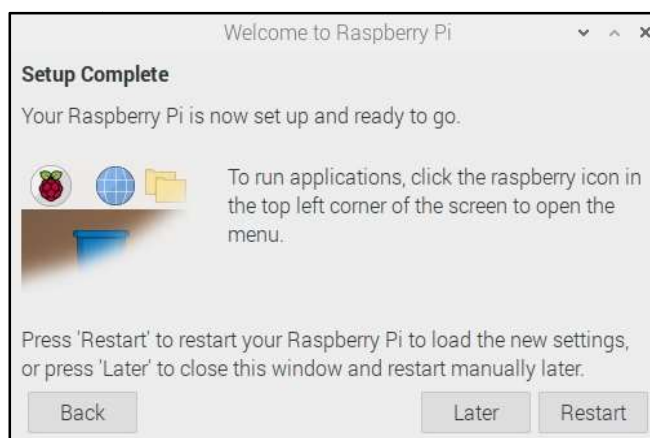 Welcome to Raspberry Pi
Setup Complete
Your Raspberry Pi is now set up and ready to go.
To run applications, click the raspberry icon in
the top left corner of the screen to open the
menu.
Press 'Restart' to restart your Raspberry Pi to load the new settings,
or press 'Later' to close this window and restart manually later.
Back
Later
Restart